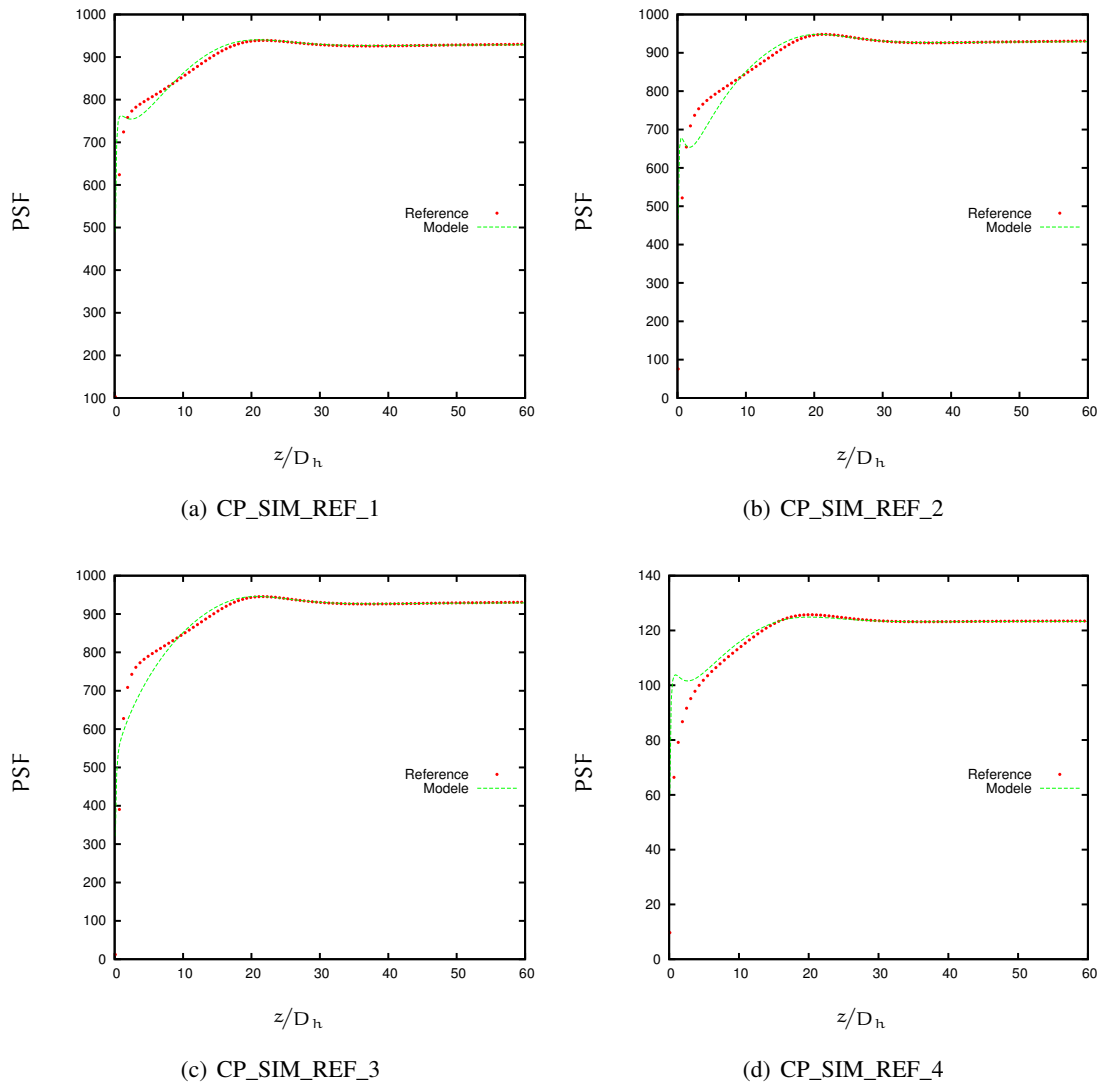 1000
900
800
700
600
500
400
300
200
100
PSF
Reference
Modele
0 10 20 30 40 50 60
z/Dh
(a) CP_SIM_REF_1
1000
900
800
700
600
500
400
300
200
100
0
PSF
Reference
Modele
0 10 20 30 40 50 60
z/Dh
(b) CP_SIM_REF_2
1000
900
800
700
600
500
400
300
200
100
0
PSF
Reference
Modele
0 10 20 30 40 50 60
z/Dh
(c) CP_SIM_REF_3
140
120
100
80
60
40
20
0
PSF
Reference
Modele
0 10 20 30 40 50 60
z/Dh
(d) CP_SIM_REF_4